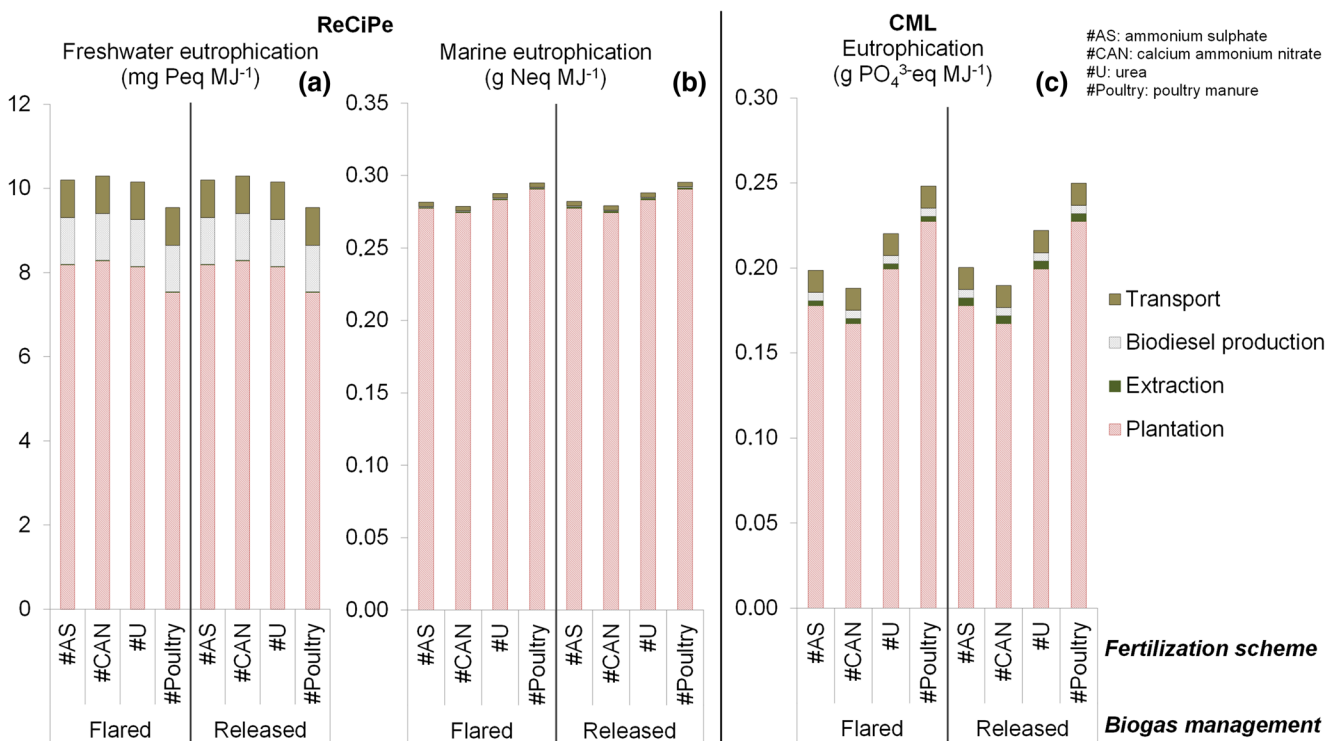 ReCiPe
Freshwater eutrophication
(mg Peq MJ-1)
(a)
Marine eutrophication
(g Neq MJ-1)
(b)
CML
Eutrophication
(g PO43-eq MJ-1)
(c)
#AS: ammonium sulphate
#CAN: calcium ammonium nitrate
#U: urea
#Poultry: poultry manure
12
10
8
6
4
2
0
#AS
#CAN
#U
#Poultry
#AS
#CAN
#U
#Poultry
Flared
Released
0.35
0.30
0.25
0.20
0.15
0.10
0.05
0.00
#AS
#CAN
#U
#Poultry
#AS
#CAN
#U
#Poultry
Flared
Released
0.30
0.25
0.20
0.15
0.10
0.05
0.00
#AS
#CAN
#U
#Poultry
#AS
#CAN
#U
#Poultry
Flared
Released
Transport
Biodiesel production
Extraction
Plantation
Fertilization scheme
Biogas management